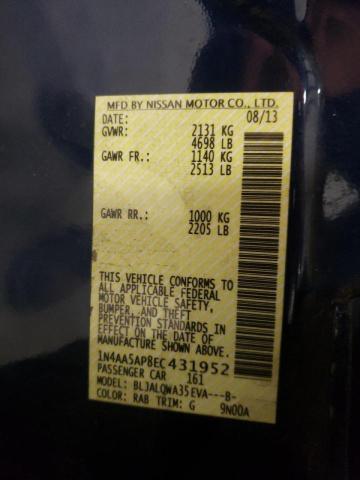 MFD BY NISSAN MOTOR CO., LTD.
DATE: 08/13
GVWR: 2131 KG
4698 LB
GAWR FR.: 1140 KG
2513 LB
GAWR RR.: 1000 KG
2205 LB
THIS VEHICLE CONFORMS TO
ALL APPLICABLE FEDERAL
MOTOR VEHICLE SAFETY,
BUMPER, AND THEFT
PREVENTION STANDARDS IN
EFFECT ON THE DATE OF
MANUFACTURE SHOWN ABOVE.
1N4AA5AP8EC431952
PASSENGER CAR 161
MODEL: BLJALQWA35EVA---B-
COLOR: RAB TRIM: G 9N00A